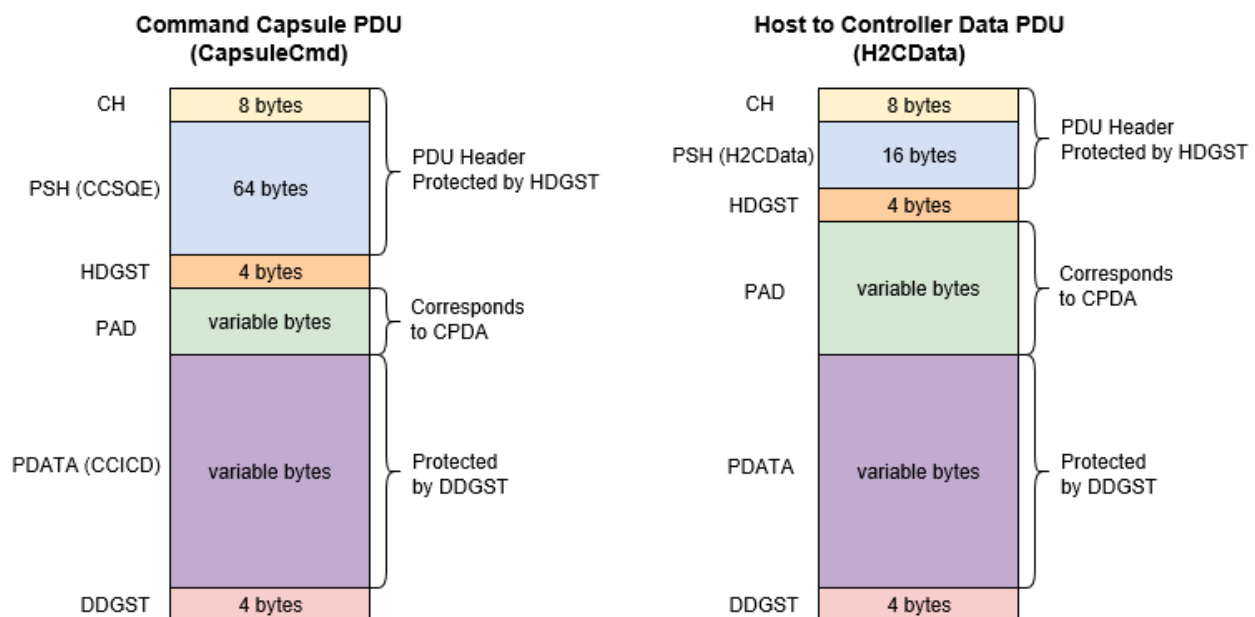 Command Capsule PDU
(CapsuleCmd)
CH
8 bytes
PSH (CCSQE)
64 bytes
PDU Header
Protected by HDGST
HDGST
4 bytes
PAD
variable bytes
Corresponds
to CPDA
PDATA (CCICD)
variable bytes
Protected
by DDGST
DDGST
4 bytes
Host to Controller Data PDU
(H2CData)
CH
8 bytes
PSH (H2CData)
16 bytes
PDU Header
Protected by HDGST
HDGST
4 bytes
PAD
variable bytes
Corresponds
to CPDA
PDATA
variable bytes
Protected
by DDGST
DDGST
4 bytes